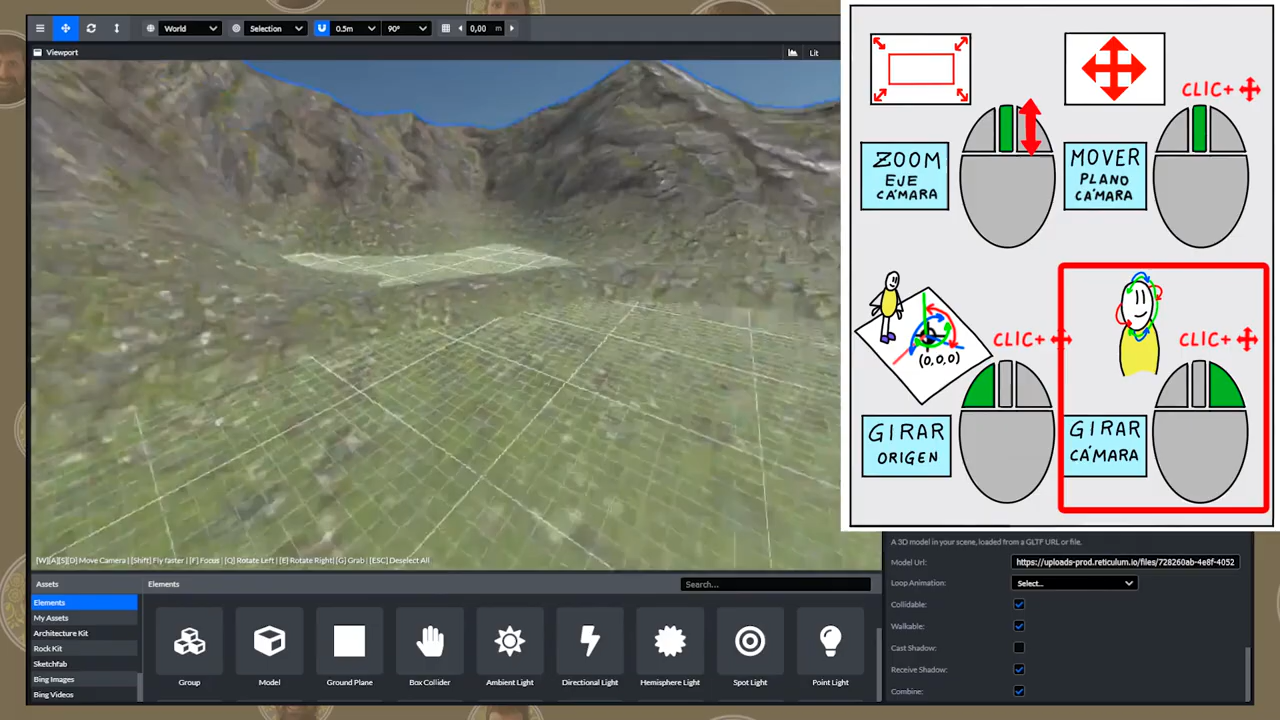 World
Selection
0.5m
90°
0,00 m
Viewport
Lit
ZOOM
EJE
CÁMARA
CLIC+
MOVER
PLANO
CÁMARA
(0,0,0)
CLIC+
GIRAR
ORIGEN
CLIC+
GIRAR
CÁMARA
[W][A][S][D] Move Camera | [Shift] Fly faster | [F] Focus | [Q] Rotate Left | [E] Rotate Right | [G] Grab | [ESC] Deselect All
A 3D model in your scene, loaded from a GLTF URL or file.
Model Url: https://uploads-prod.reticulum.io/files/728260ab-4e8f-4052
Loop Animation: Select...
Collidable:
Walkable:
Cast Shadow:
Receive Shadow:
Combine:
Assets
Elements
My Assets
Architecture Kit
Rock Kit
Sketchfab
Bing Images
Bing Videos
Elements
Search...
Group
Model
Ground Plane
Box Collider
Ambient Light
Directional Light
Hemisphere Light
Spot Light
Point Light